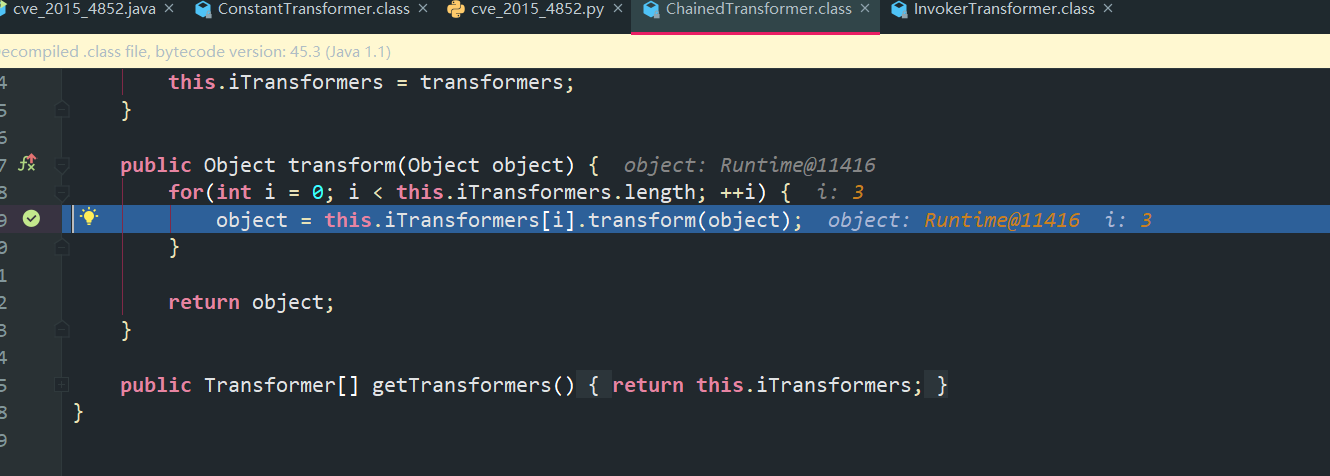 cve_2015_4852.java × ConstantTransformer.class × cve_2015_4852.py × ChainedTransformer.class × InvokerTransformer.class ×
ecompiled .class file, bytecode version: 45.3 (Java 1.1)
4 this.iTransformers = transformers;
5 }
6
7 public Object transform(Object object) { object: Runtime@11416
8 for(int i = 0; i < this.iTransformers.length; ++i) { i: 3
9 object = this.iTransformers[i].transform(object); object: Runtime@11416 i: 3
0 }
1
2 return object;
3 }
4
5 public Transformer[] getTransformers() { return this.iTransformers; }
8 }
9